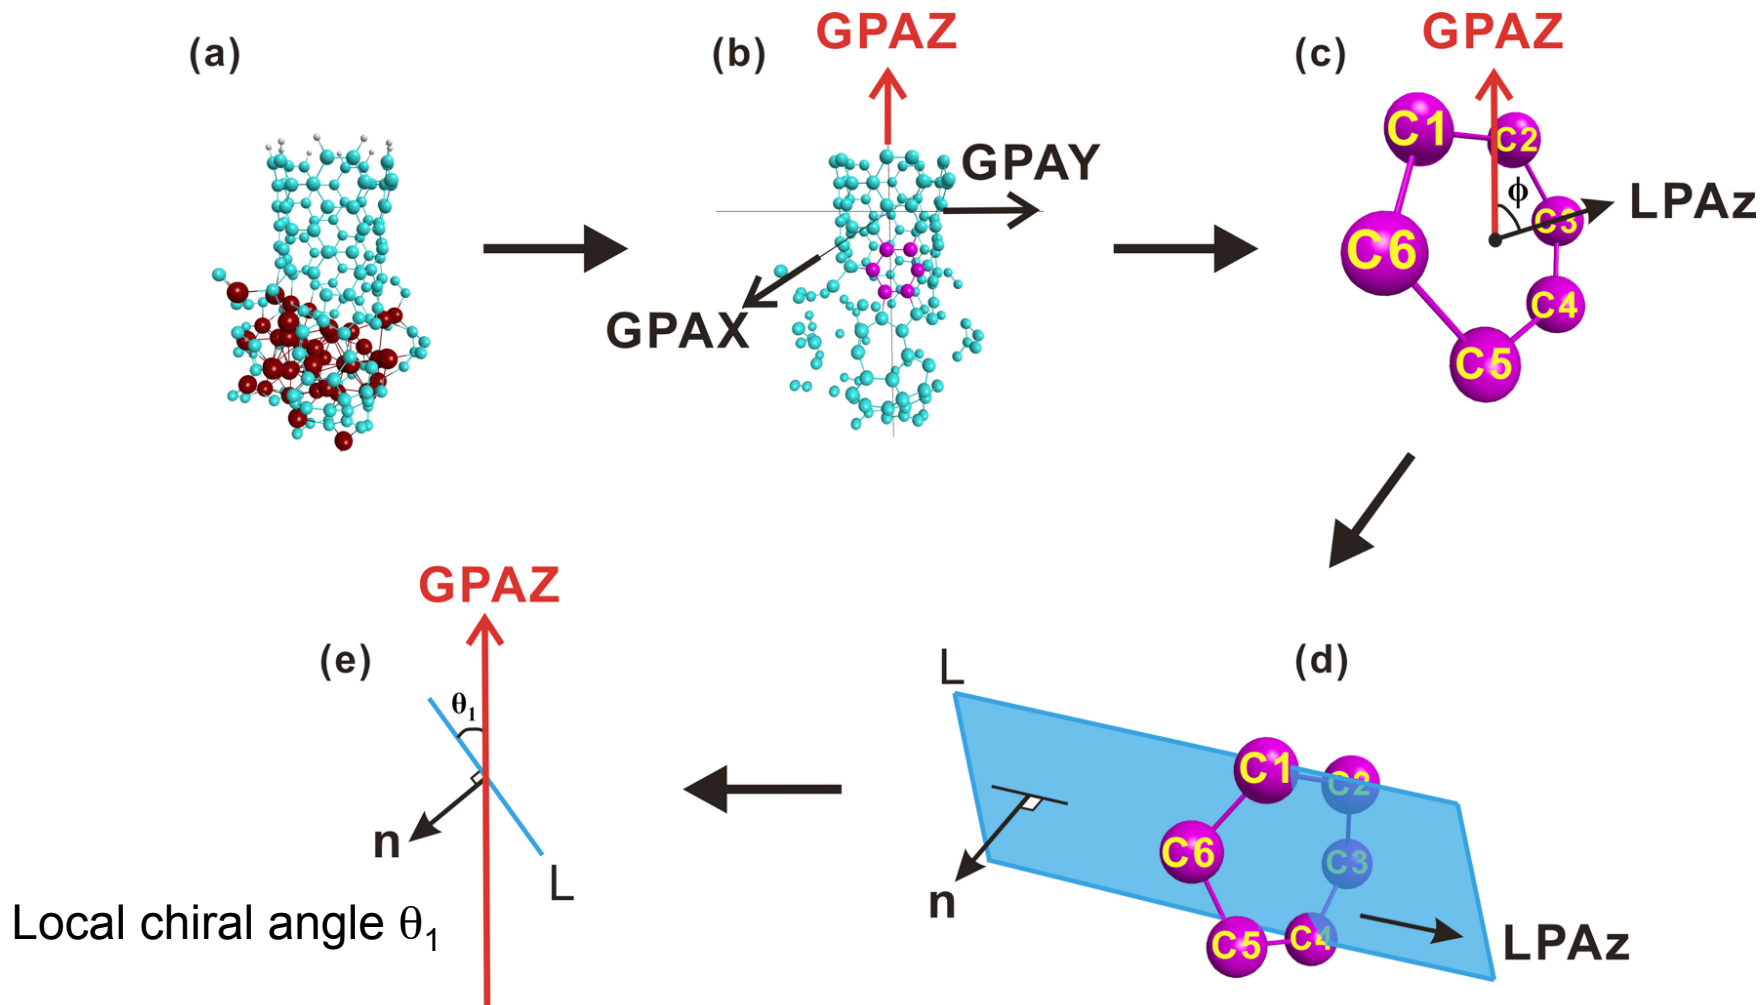 (a)
(b)
GPAZ
GPAY
GPAX
(c)
GPAZ
C1
C2
ϕ
C3
LPAz
C6
C4
C5
(d)
L
C1
C2
C6
C3
n
C5
C4
LPAz
(e)
GPAZ
θ1
n
L
Local chiral angle θ1